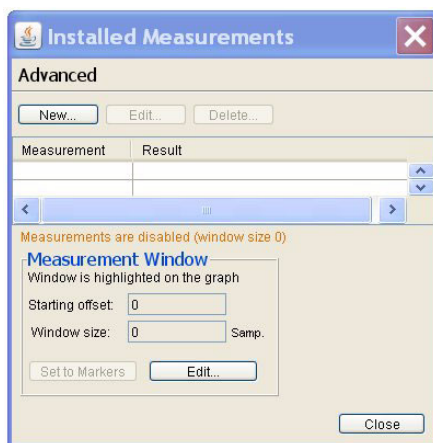 Installed Measurements
Advanced
New... Edit... Delete...
Measurement Result
Measurements are disabled (window size 0)
Measurement Window
Window is highlighted on the graph
Starting offset: 0
Window size: 0 Samp.
Set to Markers Edit...
Close